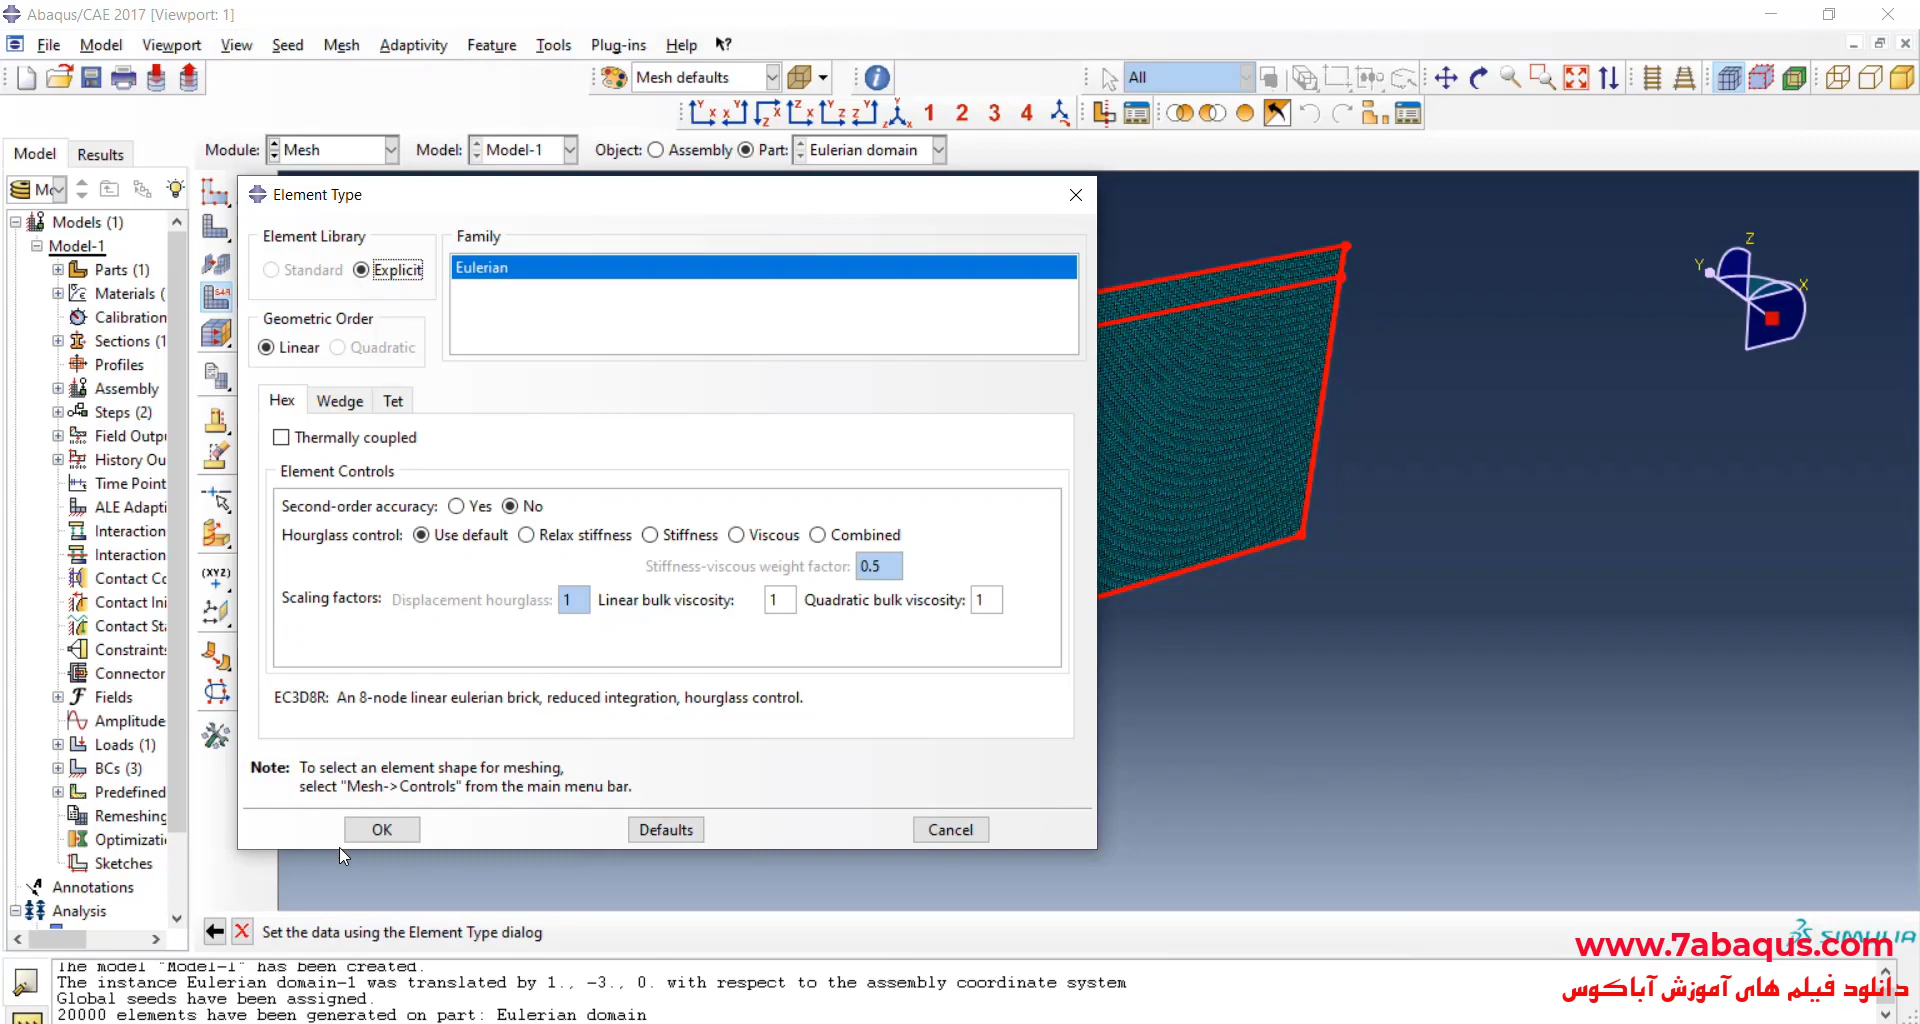 Abaqus/CAE 2017 [Viewport: 1]
File Model Viewport View Seed Mesh Adaptivity Feature Tools Plug-ins Help
Mesh defaults
All
1 2 3 4
Model Results
Module: Mesh Model: Model-1 Object: Assembly Part: Eulerian domain
Models (1)
Model-1
Parts (1)
Materials (
Calibration
Sections (1
Profiles
Assembly
Steps (2)
Field Outp
History Ou
Time Point
ALE Adapti
Interaction
Interaction
Contact Co
Contact Ini
Contact St
Constraint
Connector
Fields
Amplitude
Loads (1)
BCs (3)
Predefined
Remeshing
Optimizati
Sketches
Annotations
Analysis
(XYZ)
Element Type
Element Library
Standard Explicit
Geometric Order
Linear Quadratic
Family
Eulerian
Hex Wedge Tet
Thermally coupled
Element Controls
Second-order accuracy: Yes No
Hourglass control: Use default Relax stiffness Stiffness Viscous Combined
Stiffness-viscous weight factor: 0.5
Scaling factors: Displacement hourglass: 1 Linear bulk viscosity: 1 Quadratic bulk viscosity: 1
EC3D8R: An 8-node linear eulerian brick, reduced integration, hourglass control.
Note: To select an element shape for meshing,
select "Mesh->Controls" from the main menu bar.
OK Defaults Cancel
Z
Y
X
Set the data using the Element Type dialog
SIMULIA
www.7abaqus.com
دانلود فیلم های آموزش آباکوس
The model "Model-1" has been created.
The instance Eulerian domain-1 was translated by 1., -3., 0. with respect to the assembly coordinate system
Global seeds have been assigned.
20000 elements have been generated on part: Eulerian domain